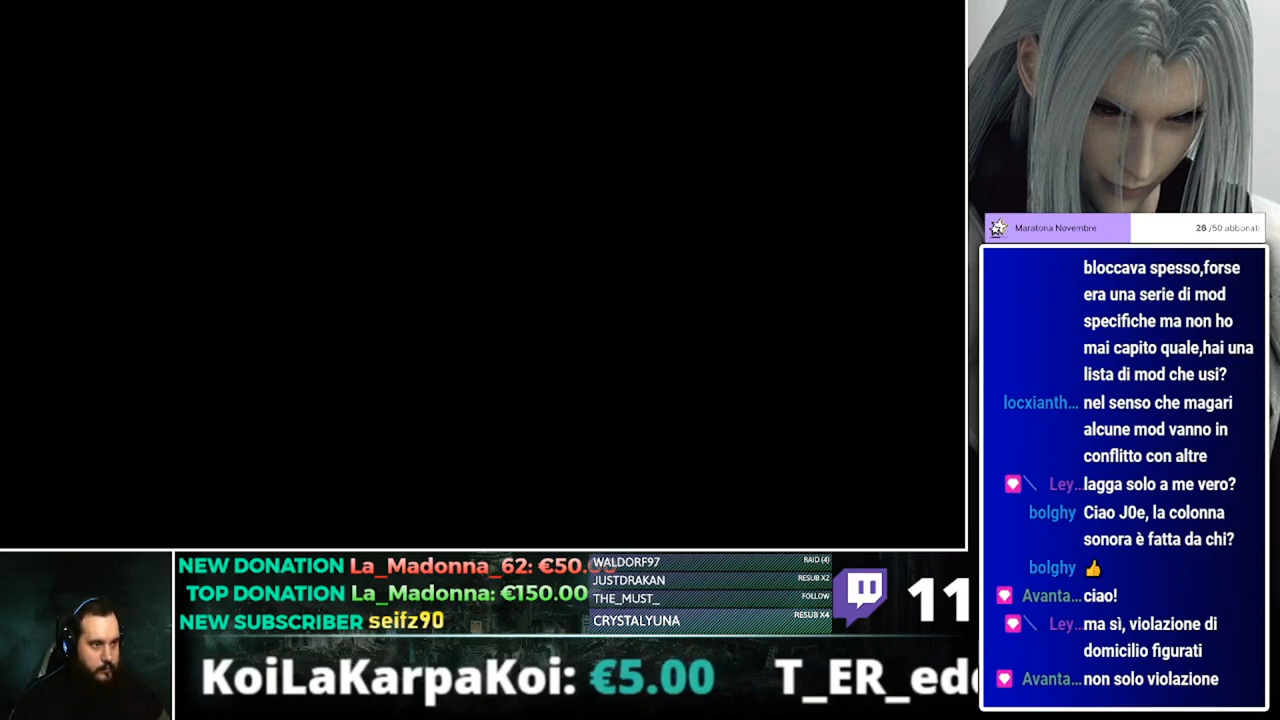 Maratona Novembre 26 /50 abbonati
bloccava spesso,forse
era una serie di mod
specifiche ma non ho
mai capito quale,hai una
lista di mod che usi?
locxianth... nel senso che magari
alcune mod vanno in
conflitto con altre
Ley... lagga solo a me vero?
bolghy Ciao J0e, la colonna
sonora è fatta da chi?
bolghy 👍
Avanta... ciao!
Ley... ma sì, violazione di
domicilio figurati
Avanta... non solo violazione
NEW DONATION La_Madonna_62: €50.00
TOP DONATION La_Madonna: €150.00
NEW SUBSCRIBER seifz90
WALDORF97 RAID (4)
JUSTDRAKAN RESUB X2
THE_MUST_ FOLLOW
CRYSTALYUNA RESUB X4
11
KoiLaKarpaKoi: €5.00 T_ER_ed